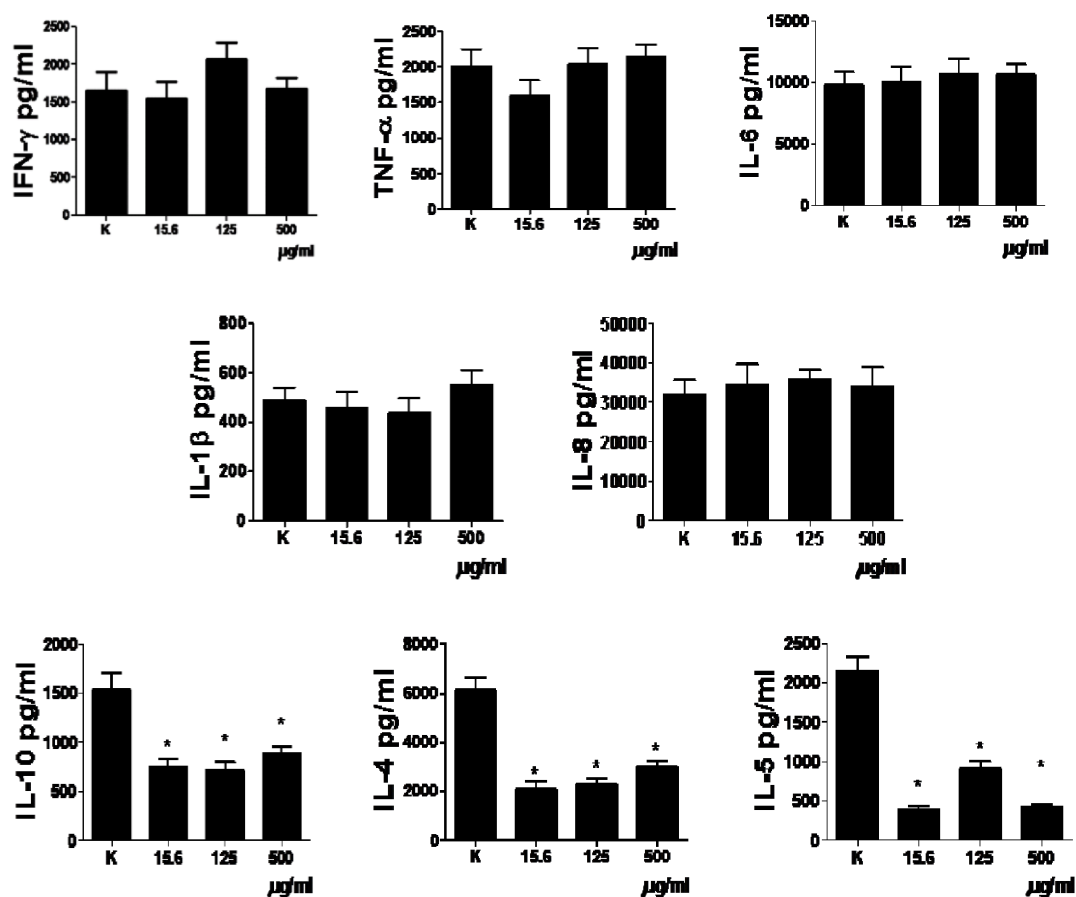 IFN-γ pg/ml
2500
2000
1500
1000
500
0
K 15.6 125 500
µg/ml
TNF-α pg/ml
2500
2000
1500
1000
500
0
K 15.6 125 500
µg/ml
IL-6 pg/ml
15000
10000
5000
0
K 15.6 125 500
µg/ml
IL-1β pg/ml
800
600
400
200
0
K 15.6 125 500
µg/ml
IL-8 pg/ml
50000
40000
30000
20000
10000
0
K 15.6 125 500
µg/ml
IL-10 pg/ml
2000
1500
1000
500
0
* * *
K 15.6 125 500
µg/ml
IL-4 pg/ml
8000
6000
4000
2000
0
* * *
K 15.6 125 500
µg/ml
IL-5 pg/ml
2500
2000
1500
1000
500
0
* * *
K 15.6 125 500
µg/ml